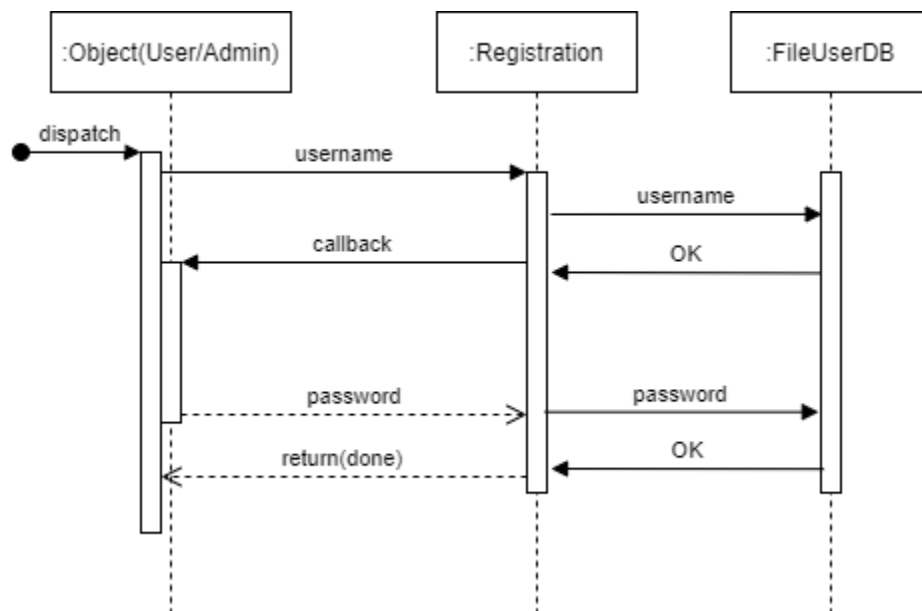 :Object(User/Admin)
:Registration
:FileUserDB
dispatch
username
username
callback
OK
password
password
return(done)
OK